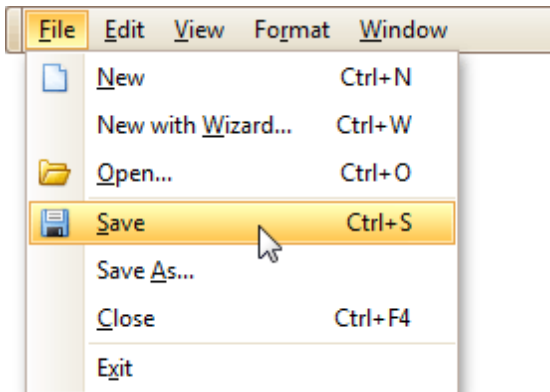 File Edit View Format Window
New Ctrl+N
New with Wizard... Ctrl+W
Open... Ctrl+O
Save Ctrl+S
Save As...
Close Ctrl+F4
Exit